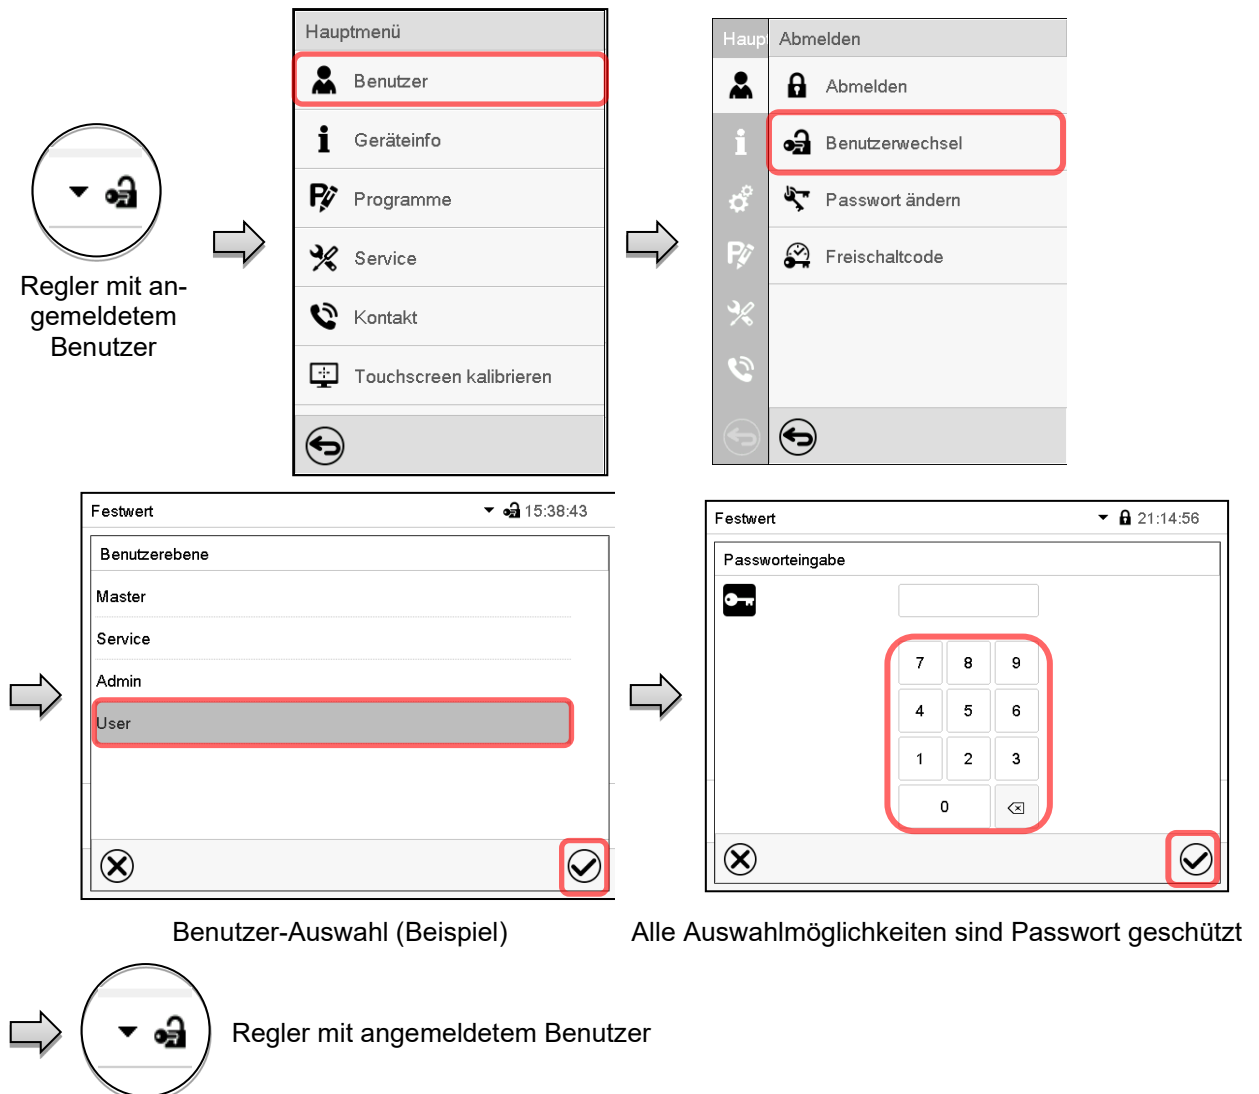 Regler mit an-
gemeldetem
Benutzer
Hauptmenü
Benutzer
Geräteinfo
Programme
Service
Kontakt
Touchscreen kalibrieren
Haup
Abmelden
Abmelden
Benutzerwechsel
Passwort ändern
Freischaltcode
Festwert 15:38:43
Benutzerebene
Master
Service
Admin
User
Benutzer-Auswahl (Beispiel)
Festwert 21:14:56
Passworteingabe
7 8 9
4 5 6
1 2 3
0
Alle Auswahlmöglichkeiten sind Passwort geschützt
Regler mit angemeldetem Benutzer